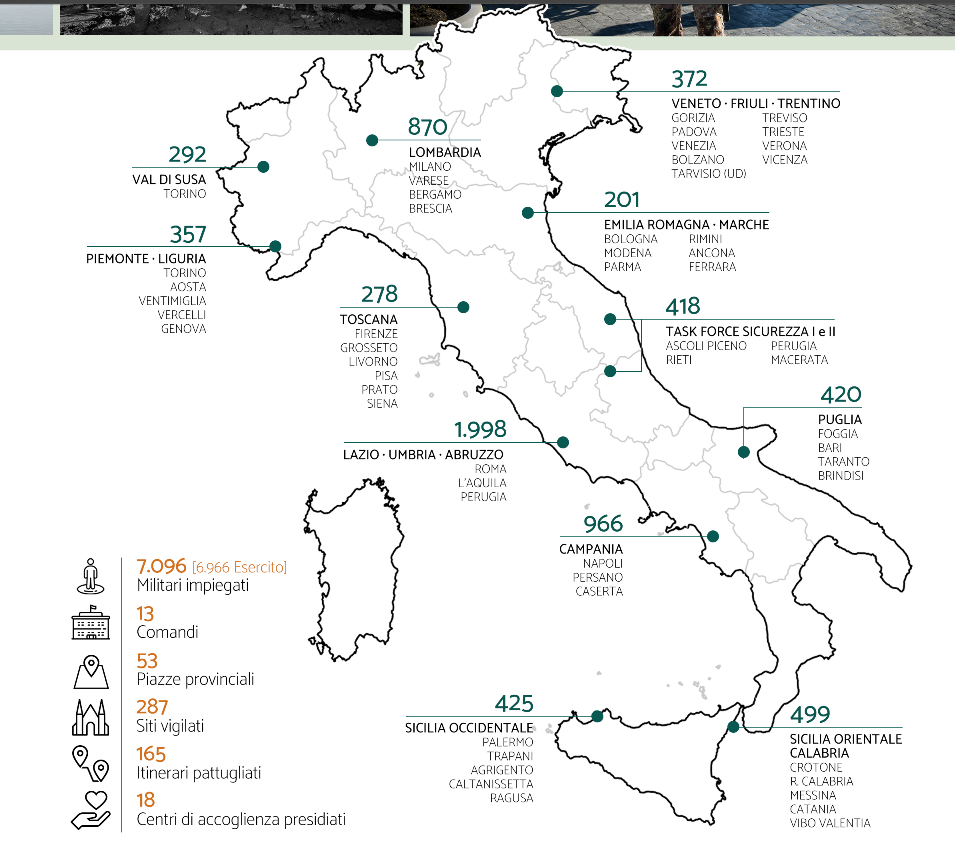 372
VENETO · FRIULI · TRENTINO
GORIZIA TREVISO
PADOVA TRIESTE
VENEZIA VERONA
BOLZANO VICENZA
TARVISIO (UD)
870
LOMBARDIA
MILANO
VARESE
BERGAMO
BRESCIA
292
VAL DI SUSA
TORINO
201
EMILIA ROMAGNA · MARCHE
BOLOGNA RIMINI
MODENA ANCONA
PARMA FERRARA
357
PIEMONTE · LIGURIA
TORINO
AOSTA
VENTIMIGLIA
VERCELLI
GENOVA
278
TOSCANA
FIRENZE
GROSSETO
LIVORNO
PISA
PRATO
SIENA
418
TASK FORCE SICUREZZA I e II
ASCOLI PICENO PERUGIA
RIETI MACERATA
420
PUGLIA
FOGGIA
BARI
TARANTO
BRINDISI
1.998
LAZIO · UMBRIA · ABRUZZO
ROMA
L'AQUILA
PERUGIA
966
CAMPANIA
NAPOLI
PERSANO
CASERTA
7.096 [6.966 Esercito]
Militari impiegati
13
Comandi
53
Piazze provinciali
287
Siti vigilati
165
Itinerari pattugliati
18
Centri di accoglienza presidiati
425
SICILIA OCCIDENTALE
PALERMO
TRAPANI
AGRIGENTO
CALTANISSETTA
RAGUSA
499
SICILIA ORIENTALE
CALABRIA
CROTONE
R. CALABRIA
MESSINA
CATANIA
VIBO VALENTIA